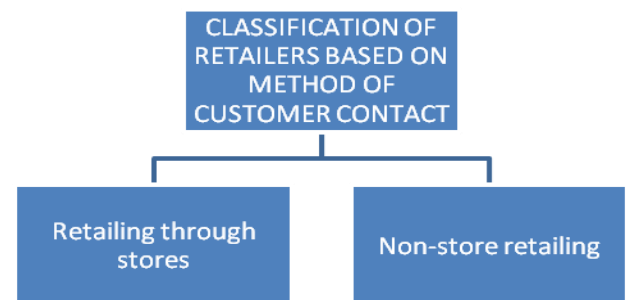 CLASSIFICATION OF
RETAILERS BASED ON
METHOD OF
CUSTOMER CONTACT
Retailing through
stores
Non-store retailing